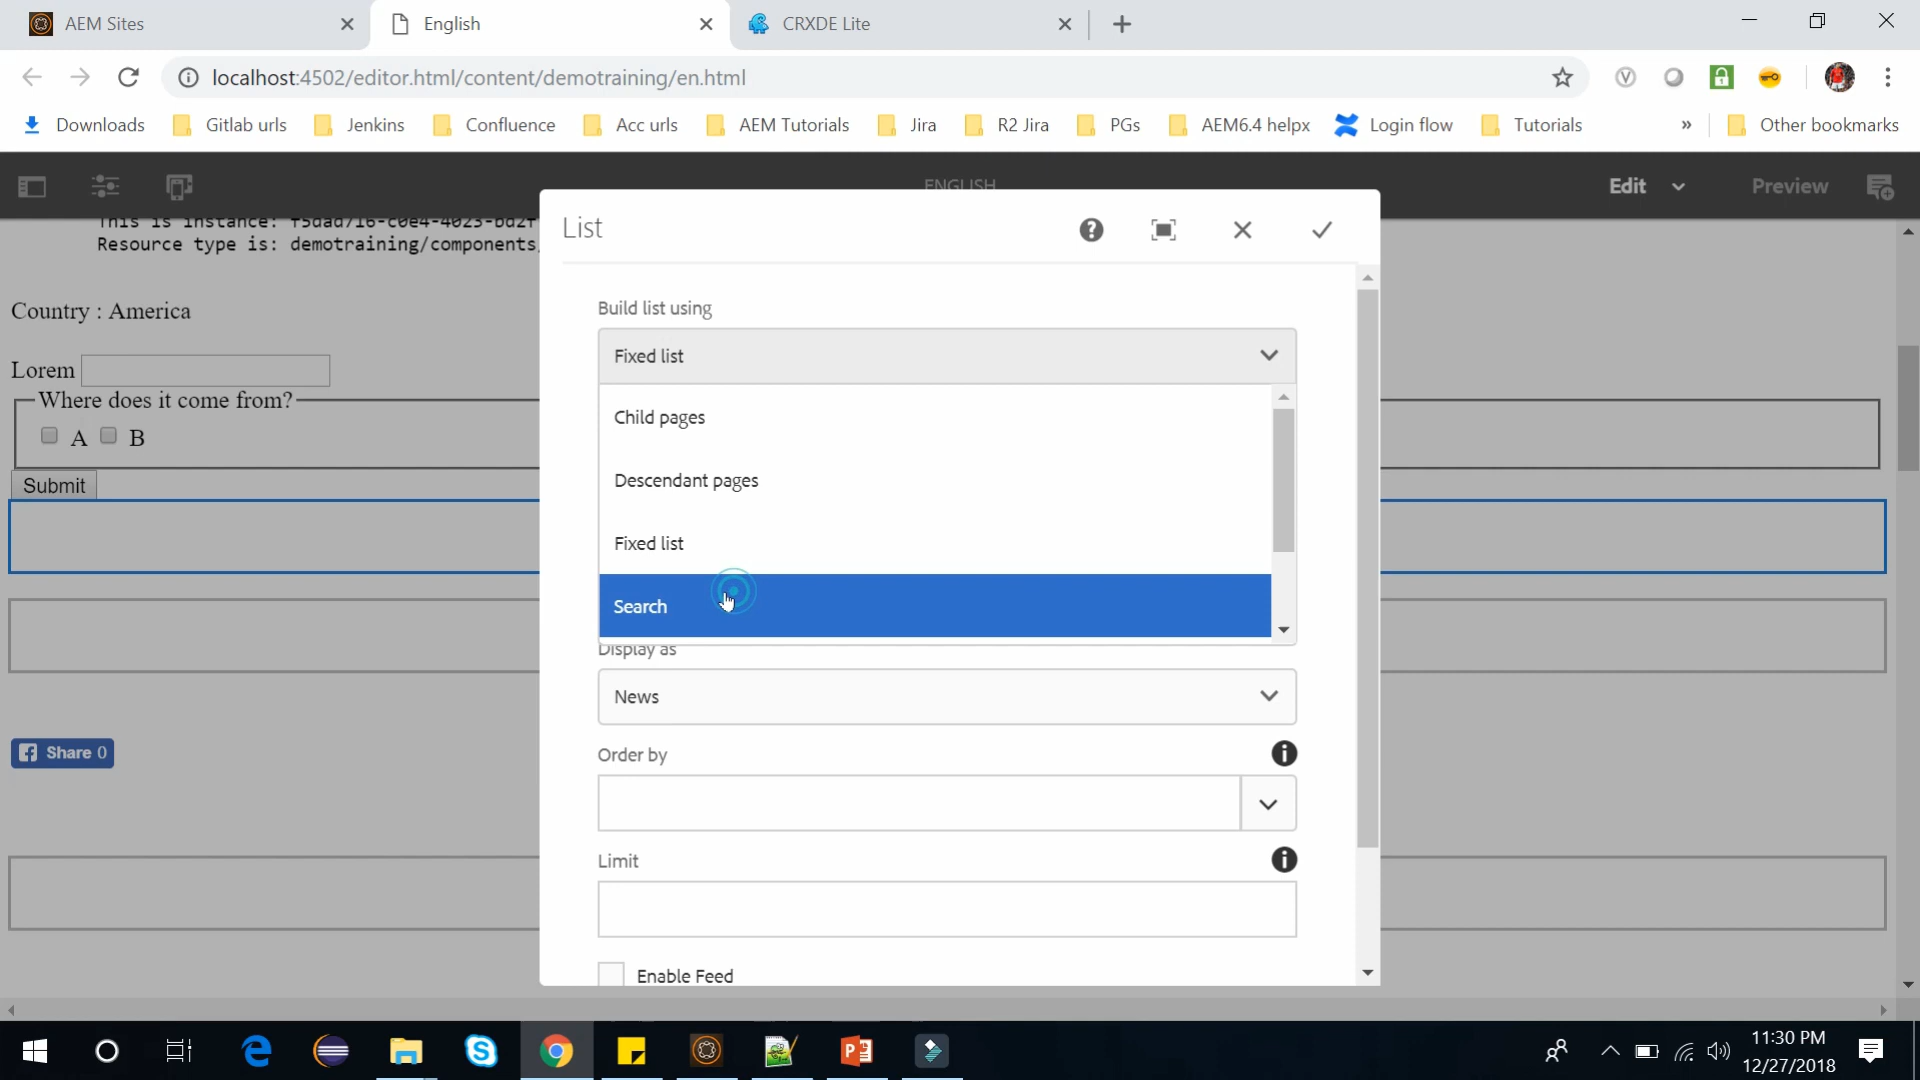 AEM Sites
English
CRXDE Lite
localhost:4502/editor.html/content/demotraining/en.html
Downloads
Gitlab urls
Jenkins
Confluence
Acc urls
AEM Tutorials
Jira
R2 Jira
PGs
AEM6.4 helpx
Login flow
Tutorials
»
Other bookmarks
ENGLISH
Edit
Preview
This is instance:
Resource type is: demotraining/components
Country : America
Lorem
Where does it come from?
A
B
Submit
Share 0
List
Build list using
Fixed list
Child pages
Descendant pages
Fixed list
Search
Display as
News
Order by
Limit
Enable Feed
11:30 PM
12/27/2018